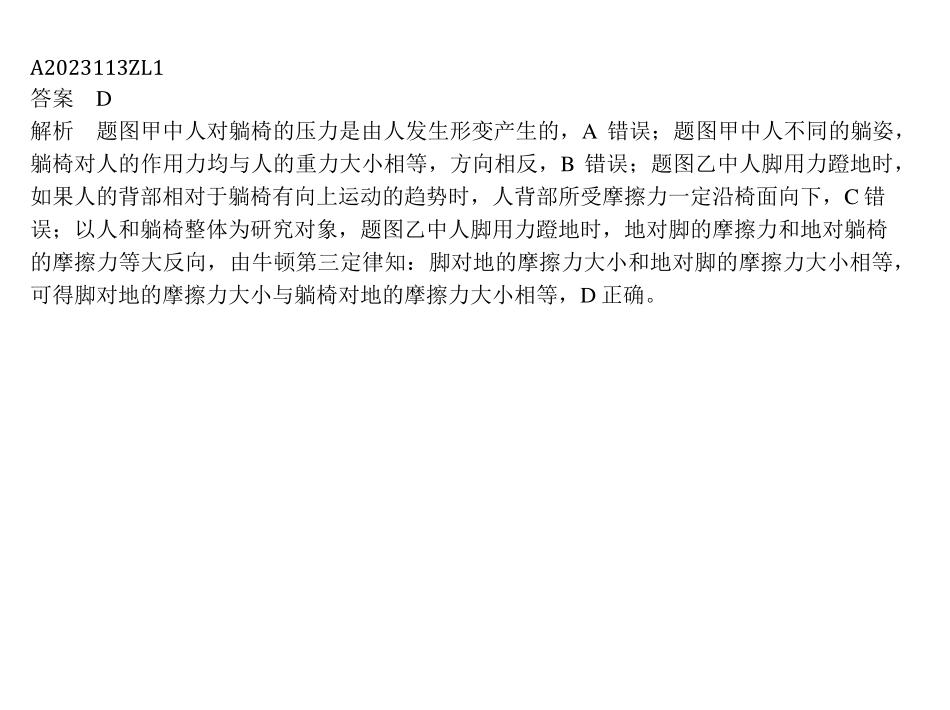 A2023113ZL1
答案　D
解析　题图甲中人对躺椅的压力是由人发生形变产生的，A 错误；题图甲中人不同的躺姿，
躺椅对人的作用力均与人的重力大小相等，方向相反，B 错误；题图乙中人脚用力蹬地时，
如果人的背部相对于躺椅有向上运动的趋势时，人背部所受摩擦力一定沿椅面向下，C 错
误；以人和躺椅整体为研究对象，题图乙中人脚用力蹬地时，地对脚的摩擦力和地对躺椅
的摩擦力等大反向，由牛顿第三定律知：脚对地的摩擦力大小和地对脚的摩擦力大小相等，
可得脚对地的摩擦力大小与躺椅对地的摩擦力大小相等，D 正确。